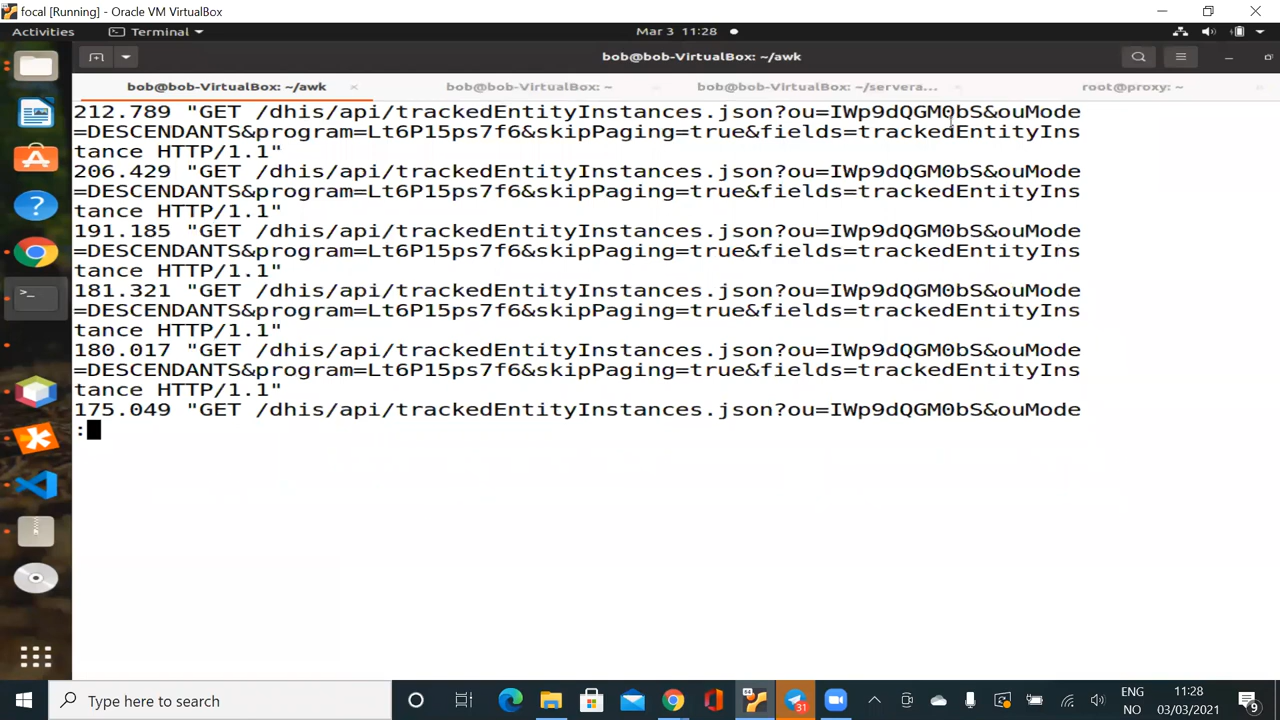 focal [Running] - Oracle VM VirtualBox
Activities Terminal Mar 3 11:28
bob@bob-VirtualBox: ~/awk
bob@bob-VirtualBox: ~/awk bob@bob-VirtualBox: ~ bob@bob-VirtualBox: ~/servera... root@proxy: ~
212.789 "GET /dhis/api/trackedEntityInstances.json?ou=IWp9dQGM0bS&ouMode
=DESCENDANTS&program=Lt6P15ps7f6&skipPaging=true&fields=trackedEntityIns
tance HTTP/1.1"
206.429 "GET /dhis/api/trackedEntityInstances.json?ou=IWp9dQGM0bS&ouMode
=DESCENDANTS&program=Lt6P15ps7f6&skipPaging=true&fields=trackedEntityIns
tance HTTP/1.1"
191.185 "GET /dhis/api/trackedEntityInstances.json?ou=IWp9dQGM0bS&ouMode
=DESCENDANTS&program=Lt6P15ps7f6&skipPaging=true&fields=trackedEntityIns
tance HTTP/1.1"
181.321 "GET /dhis/api/trackedEntityInstances.json?ou=IWp9dQGM0bS&ouMode
=DESCENDANTS&program=Lt6P15ps7f6&skipPaging=true&fields=trackedEntityIns
tance HTTP/1.1"
180.017 "GET /dhis/api/trackedEntityInstances.json?ou=IWp9dQGM0bS&ouMode
=DESCENDANTS&program=Lt6P15ps7f6&skipPaging=true&fields=trackedEntityIns
tance HTTP/1.1"
175.049 "GET /dhis/api/trackedEntityInstances.json?ou=IWp9dQGM0bS&ouMode
:
Type here to search 64 31 ENG 11:28
NO 03/03/2021 9